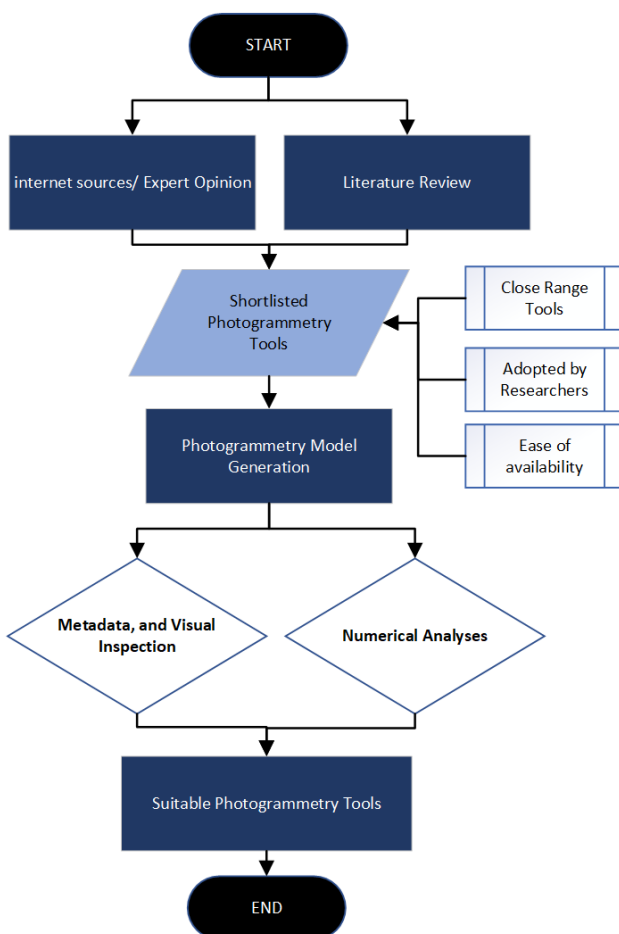 START
internet sources/ Expert Opinion
Literature Review
Shortlisted
Photogrammetry
Tools
Close Range
Tools
Adopted by
Researchers
Ease of
availability
Photogrammetry Model
Generation
Metadata, and Visual
Inspection
Numerical Analyses
Suitable Photogrammetry Tools
END